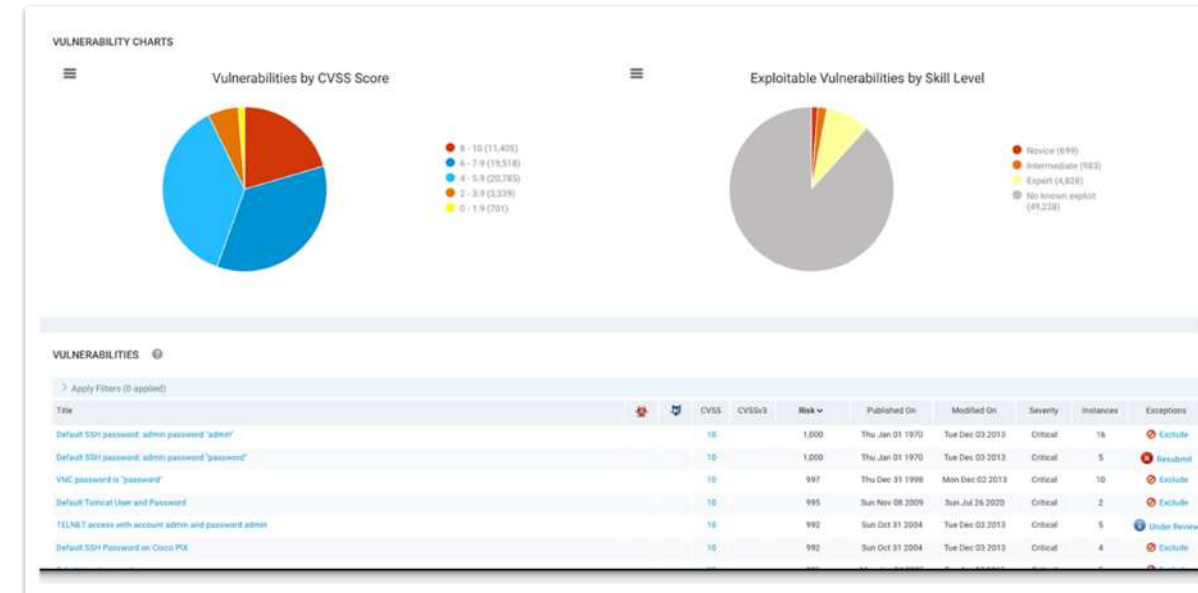 VULNERABILITY CHARTS
Vulnerabilities by CVSS Score
8 - 10 (11,405)
6 - 7.9 (19,518)
4 - 5.9 (20,785)
2 - 3.9 (3,339)
0 - 1.9 (701)
Exploitable Vulnerabilities by Skill Level
Novice (699)
Intermediate (983)
Expert (4,828)
No known exploit
(49,238)
VULNERABILITIES
> Apply Filters (0 applied)
Title CVSS CVSSv3 Risk Published On Modified On Severity Instances Exceptions
Default SSH password: admin password "admin" 10 1,000 Thu Jan 01 1970 Tue Dec 03 2013 Critical 16 Exclude
Default SSH password: admin password "password" 10 1,000 Thu Jan 01 1970 Tue Dec 03 2013 Critical 5 Resubmit
VNC password is "password" 10 997 Thu Dec 31 1998 Mon Dec 02 2013 Critical 10 Exclude
Default Tomcat User and Password 10 995 Sun Nov 08 2009 Sun Jul 26 2020 Critical 2 Exclude
TELNET access with account admin and password admin 10 992 Sun Oct 31 2004 Tue Dec 03 2013 Critical 5 Under Review
Default SSH Password on Cisco PIX 10 992 Sun Oct 31 2004 Tue Dec 03 2013 Critical 4 Exclude